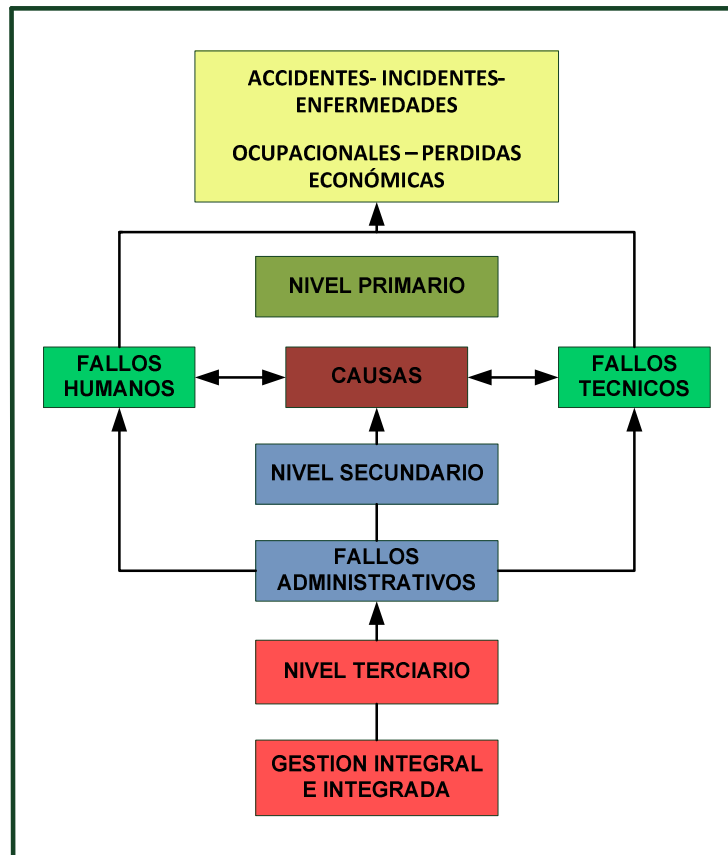 ACCIDENTES- INCIDENTES-
ENFERMEDADES
OCUPACIONALES – PERDIDAS
ECONÓMICAS
NIVEL PRIMARIO
FALLOS
HUMANOS
CAUSAS
FALLOS
TECNICOS
NIVEL SECUNDARIO
FALLOS
ADMINISTRATIVOS
NIVEL TERCIARIO
GESTION INTEGRAL
E INTEGRADA